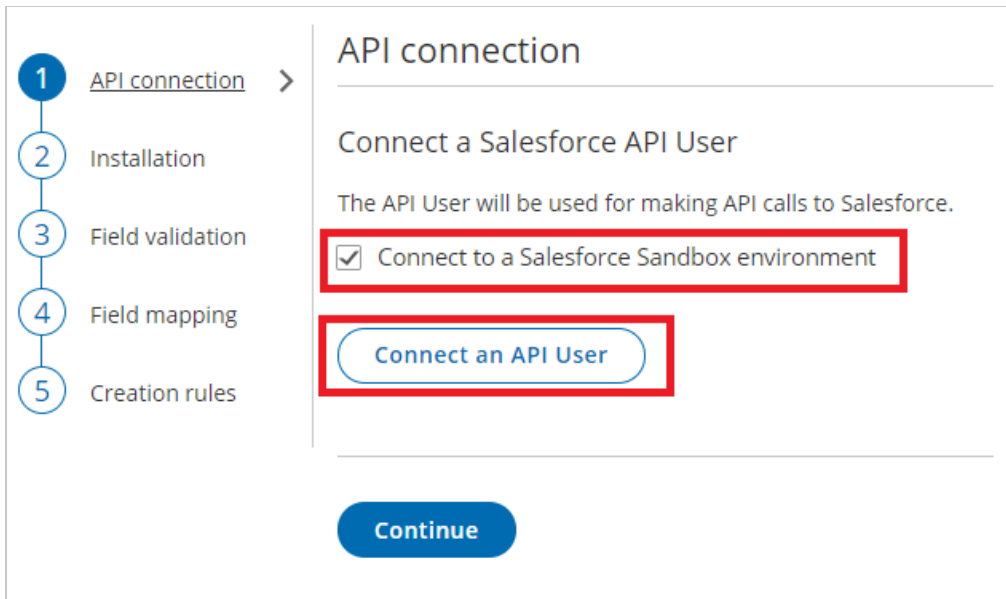 1 API connection
2 Installation
3 Field validation
4 Field mapping
5 Creation rules
API connection
Connect a Salesforce API User
The API User will be used for making API calls to Salesforce.
Connect to a Salesforce Sandbox environment
Connect an API User
Continue